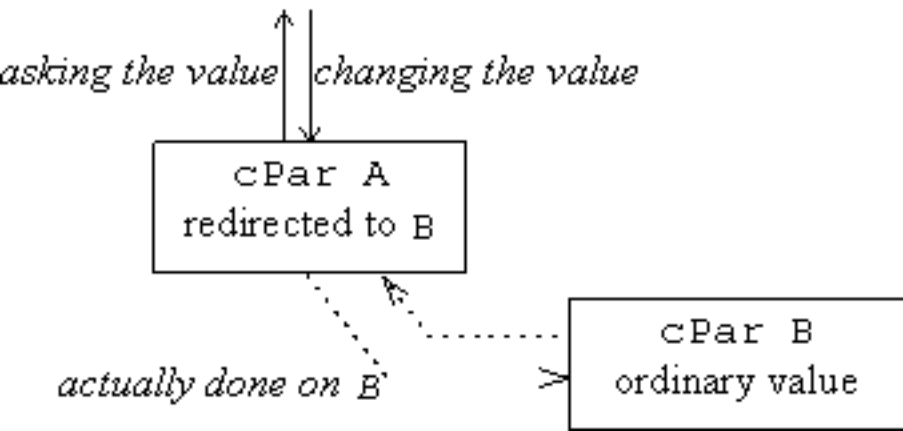 asking the value changing the value
cPar A
redirected to B
cPar B
ordinary value
actually done on B